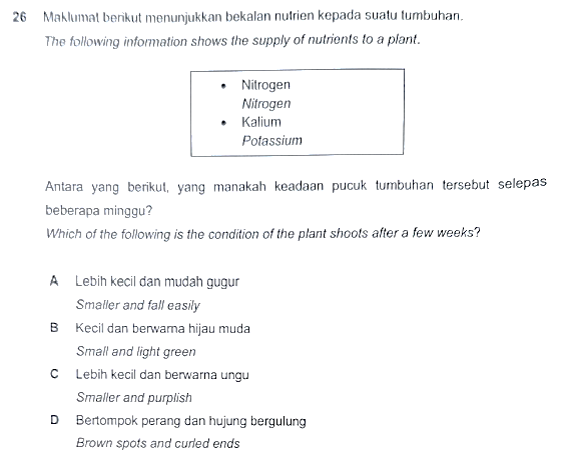 26 Maklumat berikut menunjukkan bekalan nutrien kepada suatu tumbuhan.
The following information shows the supply of nutrients to a plant.
• Nitrogen
Nitrogen
• Kalium
Potassium
Antara yang berikut, yang manakah keadaan pucuk tumbuhan tersebut selepas
beberapa minggu?
Which of the following is the condition of the plant shoots after a few weeks?
A Lebih kecil dan mudah gugur
Smaller and fall easily
B Kecil dan berwarna hijau muda
Small and light green
C Lebih kecil dan berwarna ungu
Smaller and purplish
D Bertompok perang dan hujung bergulung
Brown spots and curled ends